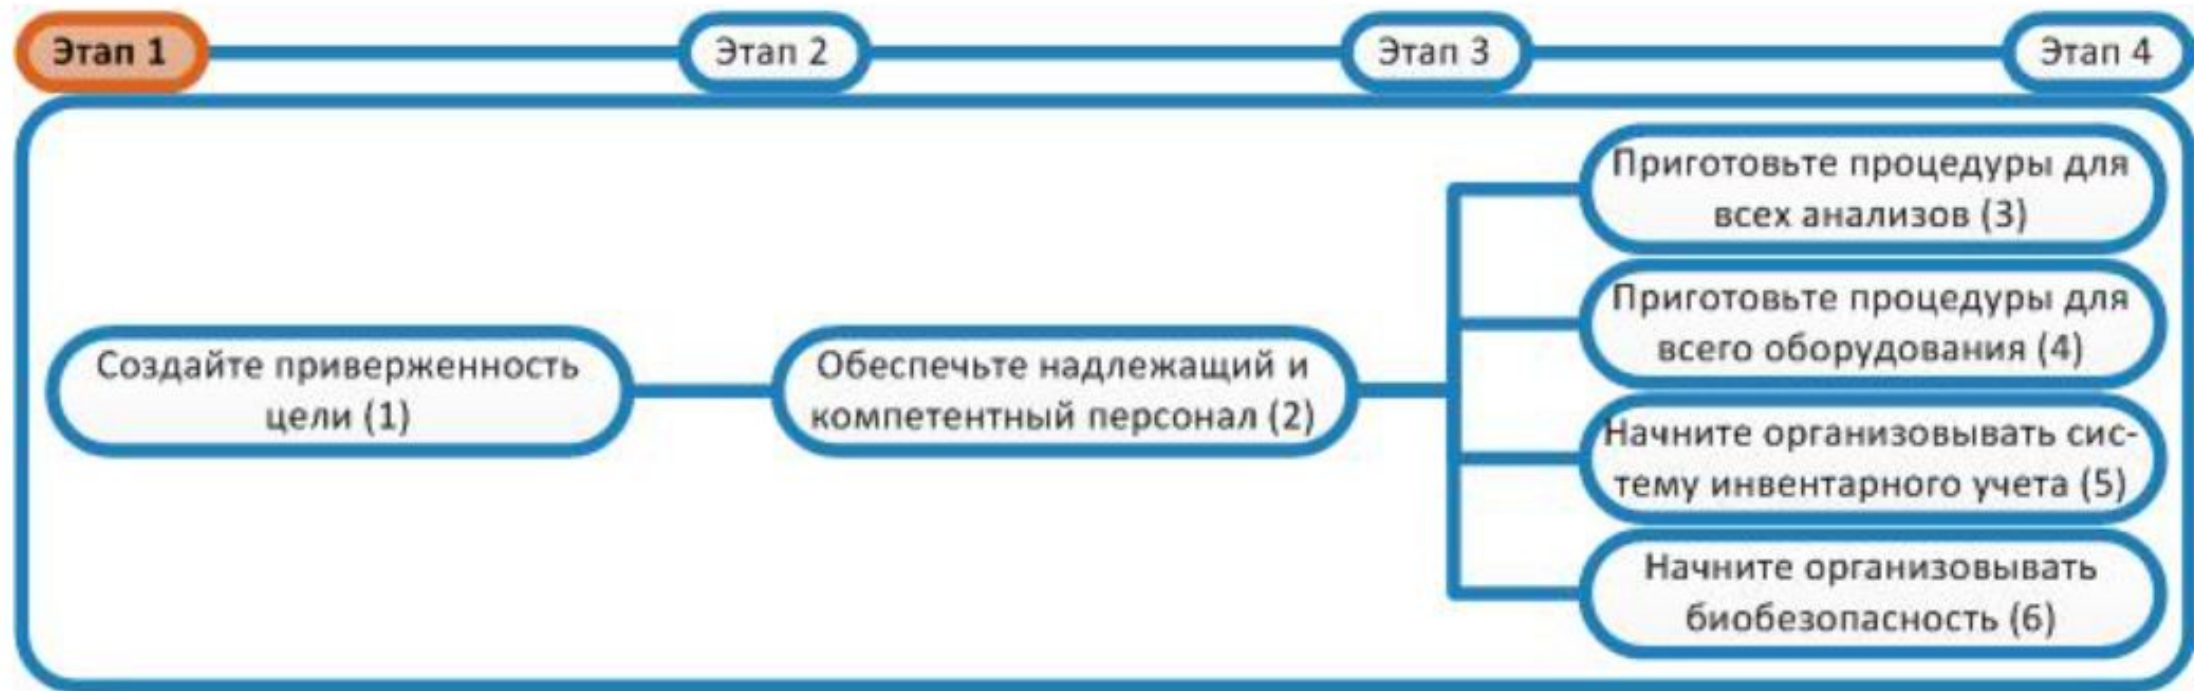 Этап 1
Этап 2
Этап 3
Этап 4
Создайте приверженность
цели (1)
Обеспечьте надлежащий и
компетентный персонал (2)
Приготовьте процедуры для
всех анализов (3)
Приготовьте процедуры для
всего оборудования (4)
Начните организовывать сис-
тему инвентарного учета (5)
Начните организовывать
биобезопасность (6)